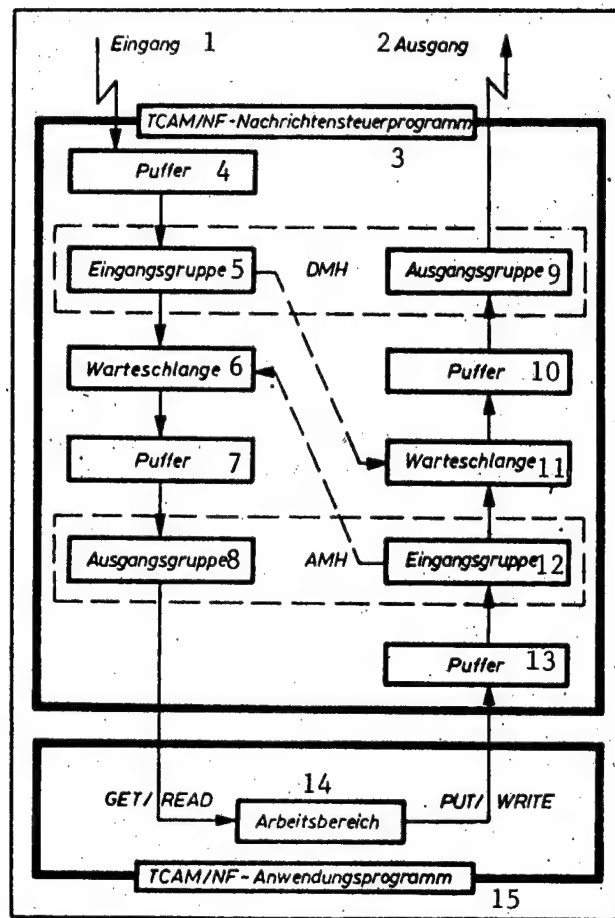 Eingang 1
2 Ausgang
TCAM/NF-Nachrichtensteuerprogramm
3
Puffer 4
Eingangsgruppe 5
DMH
Ausgangsgruppe 9
Warteschlange 6
Puffer 10
Puffer 7
Warteschlange 11
Ausgangsgruppe 8
AMH
Eingangsgruppe 12
Puffer 13
14
GET/ READ
Arbeitsbereich
PUT/ WRITE
TCAM/NF-Anwendungsprogramm
15